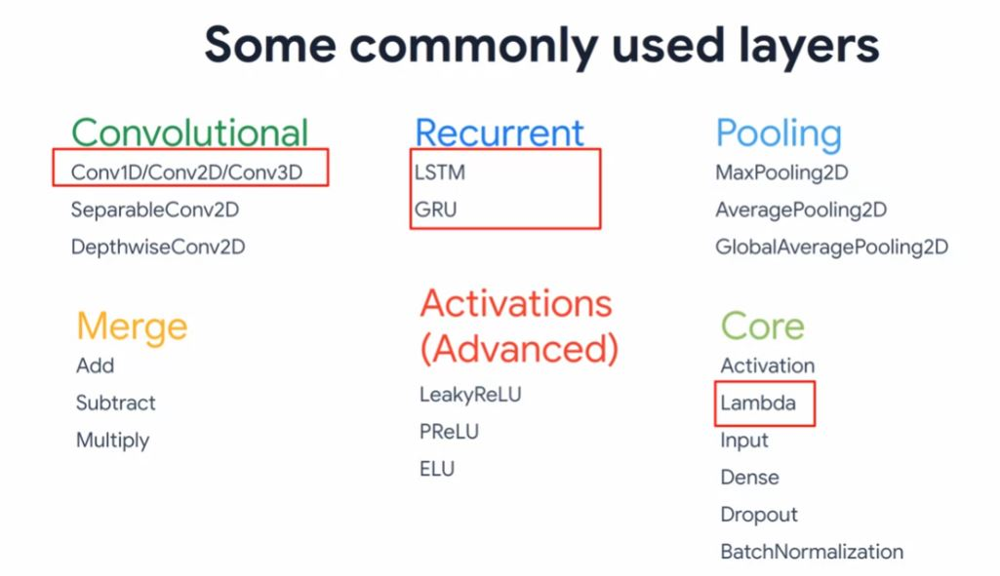 Some commonly used layers
Convolutional
Conv1D/Conv2D/Conv3D
SeparableConv2D
DepthwiseConv2D
Recurrent
LSTM
GRU
Pooling
MaxPooling2D
AveragePooling2D
GlobalAveragePooling2D
Merge
Add
Subtract
Multiply
Activations
(Advanced)
LeakyReLU
PReLU
ELU
Core
Activation
Lambda
Input
Dense
Dropout
BatchNormalization